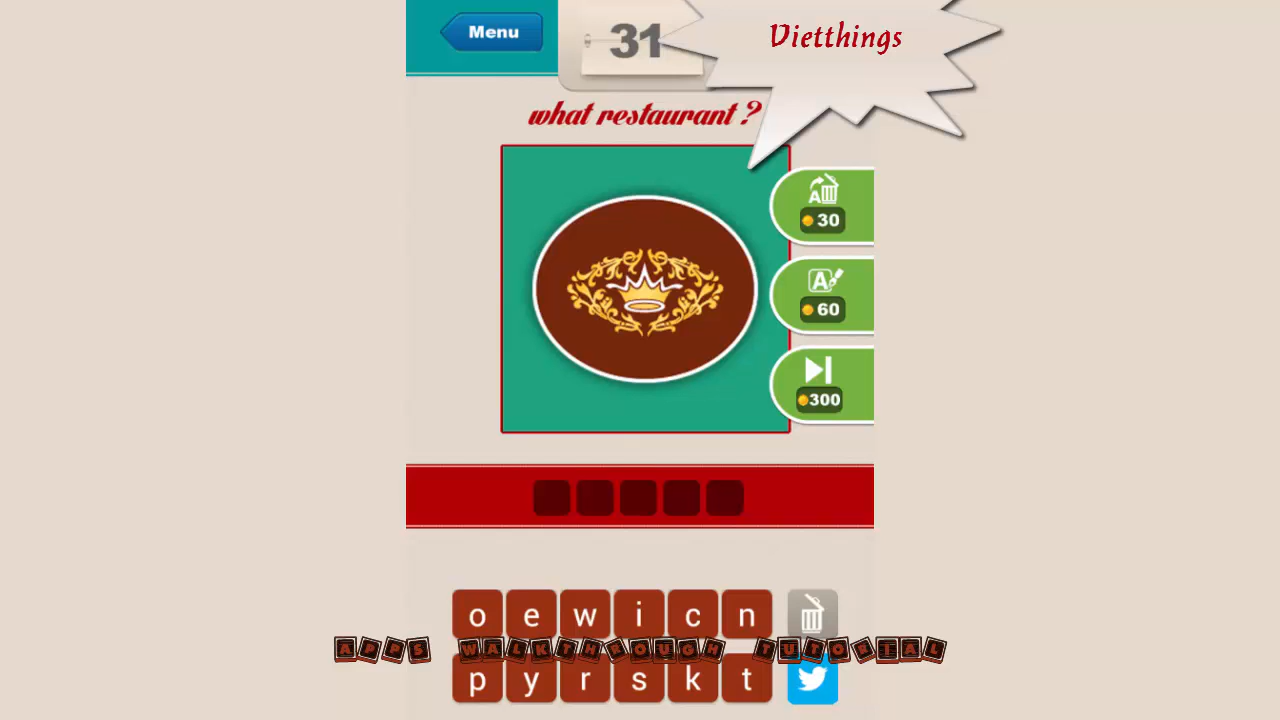 Menu
31
Vietthings
what restaurant ?
A
30
A
60
300
o e w i c n
APPS WALKTHROUGH TUTORIAL
p y r s k t